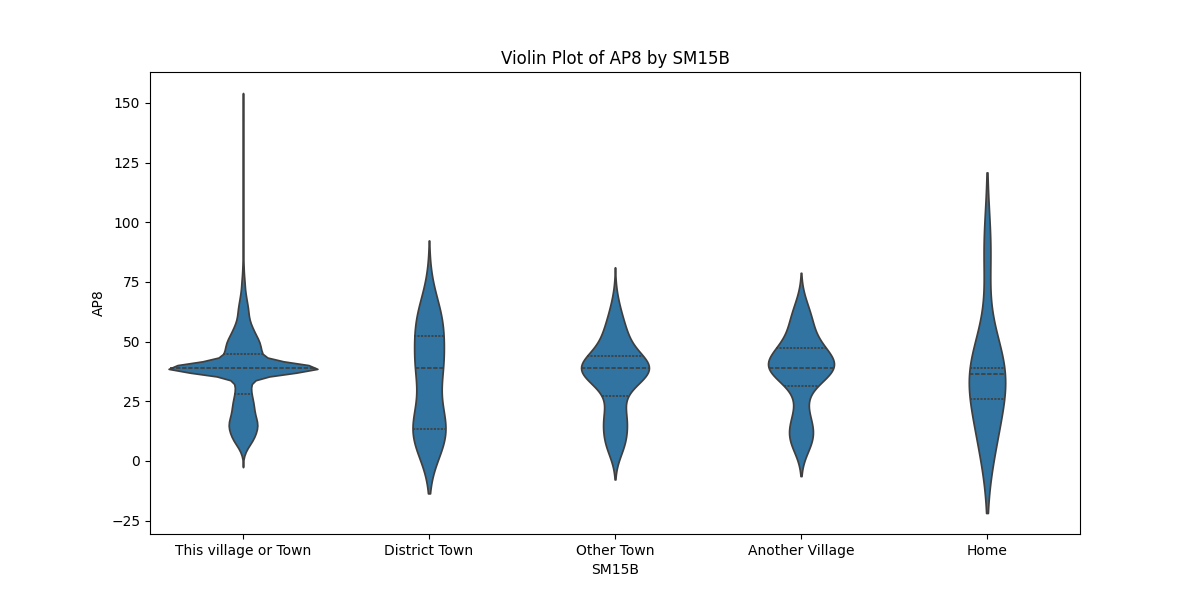 Violin Plot of AP8 by SM15B
150
125
100
75
50
25
0
−25
AP8
This village or Town
District Town
Other Town
Another Village
Home
SM15B